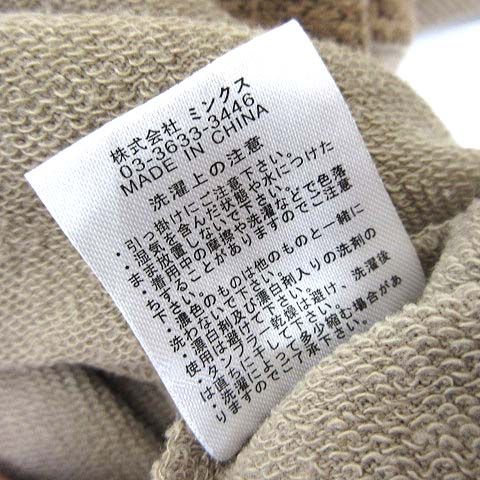 株式会社 ミンクス
03-3633-3446
MADE IN CHINA
洗濯上の注意
・引っ掛けにご注意下さい。
・湿気を含んだ状態や水につけた
まま放置しないで下さい。
・着用中の摩擦や洗濯などで色落
ちすることがありますのでご注意
下さい。
・濃色のものは他のものと一緒に
洗わないで下さい。
・漂白剤及び漂白剤入りの洗剤の
使用は避けて下さい。
・タンブラー乾燥は避け、洗濯後
は直ちに干して下さい。
・洗濯によって多少縮む場合があ
りますのでご了承下さい。